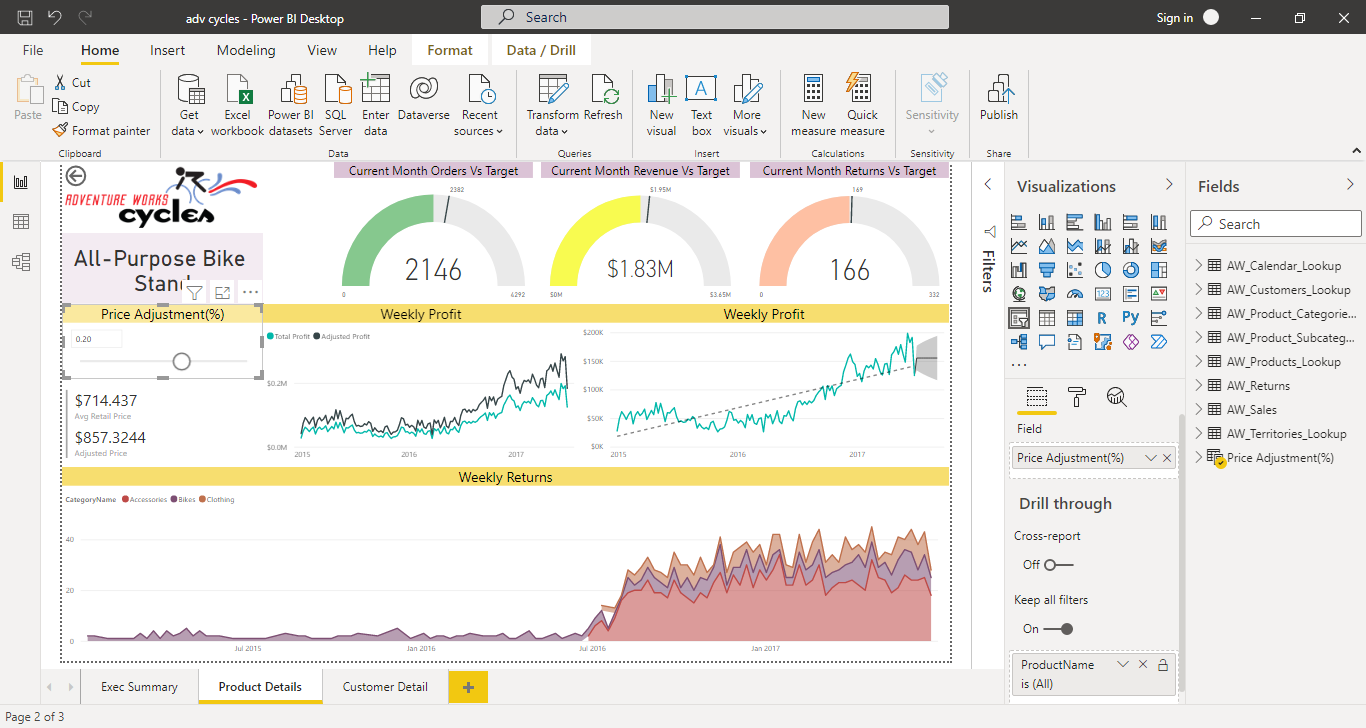 adv cycles - Power BI Desktop
Search
Sign in
File Home Insert Modeling View Help Format Data / Drill
Paste
Cut
Copy
Format painter
Clipboard
Get data
Excel workbook
Power BI datasets
SQL Server
Enter data
Dataverse
Recent sources
Data
Transform data
Refresh
Queries
New visual
Text box
More visuals
Insert
New measure
Quick measure
Calculations
Sensitivity
Sensitivity
Publish
Share
ADVENTURE WORKS
cycles
All-Purpose Bike
Stand
Current Month Orders Vs Target
2382
2146
0 4292
Current Month Revenue Vs Target
$1.95M
$1.83M
$0M $3.65M
Current Month Returns Vs Target
169
166
0 332
Price Adjustment(%)
0.20
$714.437
Avg Retail Price
$857.3244
Adjusted Price
Weekly Profit
Total Profit Adjusted Profit
$0.2M
$0.0M
2015 2016 2017
Weekly Profit
$200K
$150K
$100K
$50K
$0K
2015 2016 2017
Weekly Returns
CategoryName Accessories Bikes Clothing
40
20
0
Jul 2015 Jan 2016 Jul 2016 Jan 2017
Filters
Visualizations
123
R
Py
Field
Price Adjustment(%)
Drill through
Cross-report
Off
Keep all filters
On
ProductName
is (All)
Fields
Search
AW_Calendar_Lookup
AW_Customers_Lookup
AW_Product_Categorie...
AW_Product_Subcateg...
AW_Products_Lookup
AW_Returns
AW_Sales
AW_Territories_Lookup
Price Adjustment(%)
Exec Summary Product Details Customer Detail
Page 2 of 3